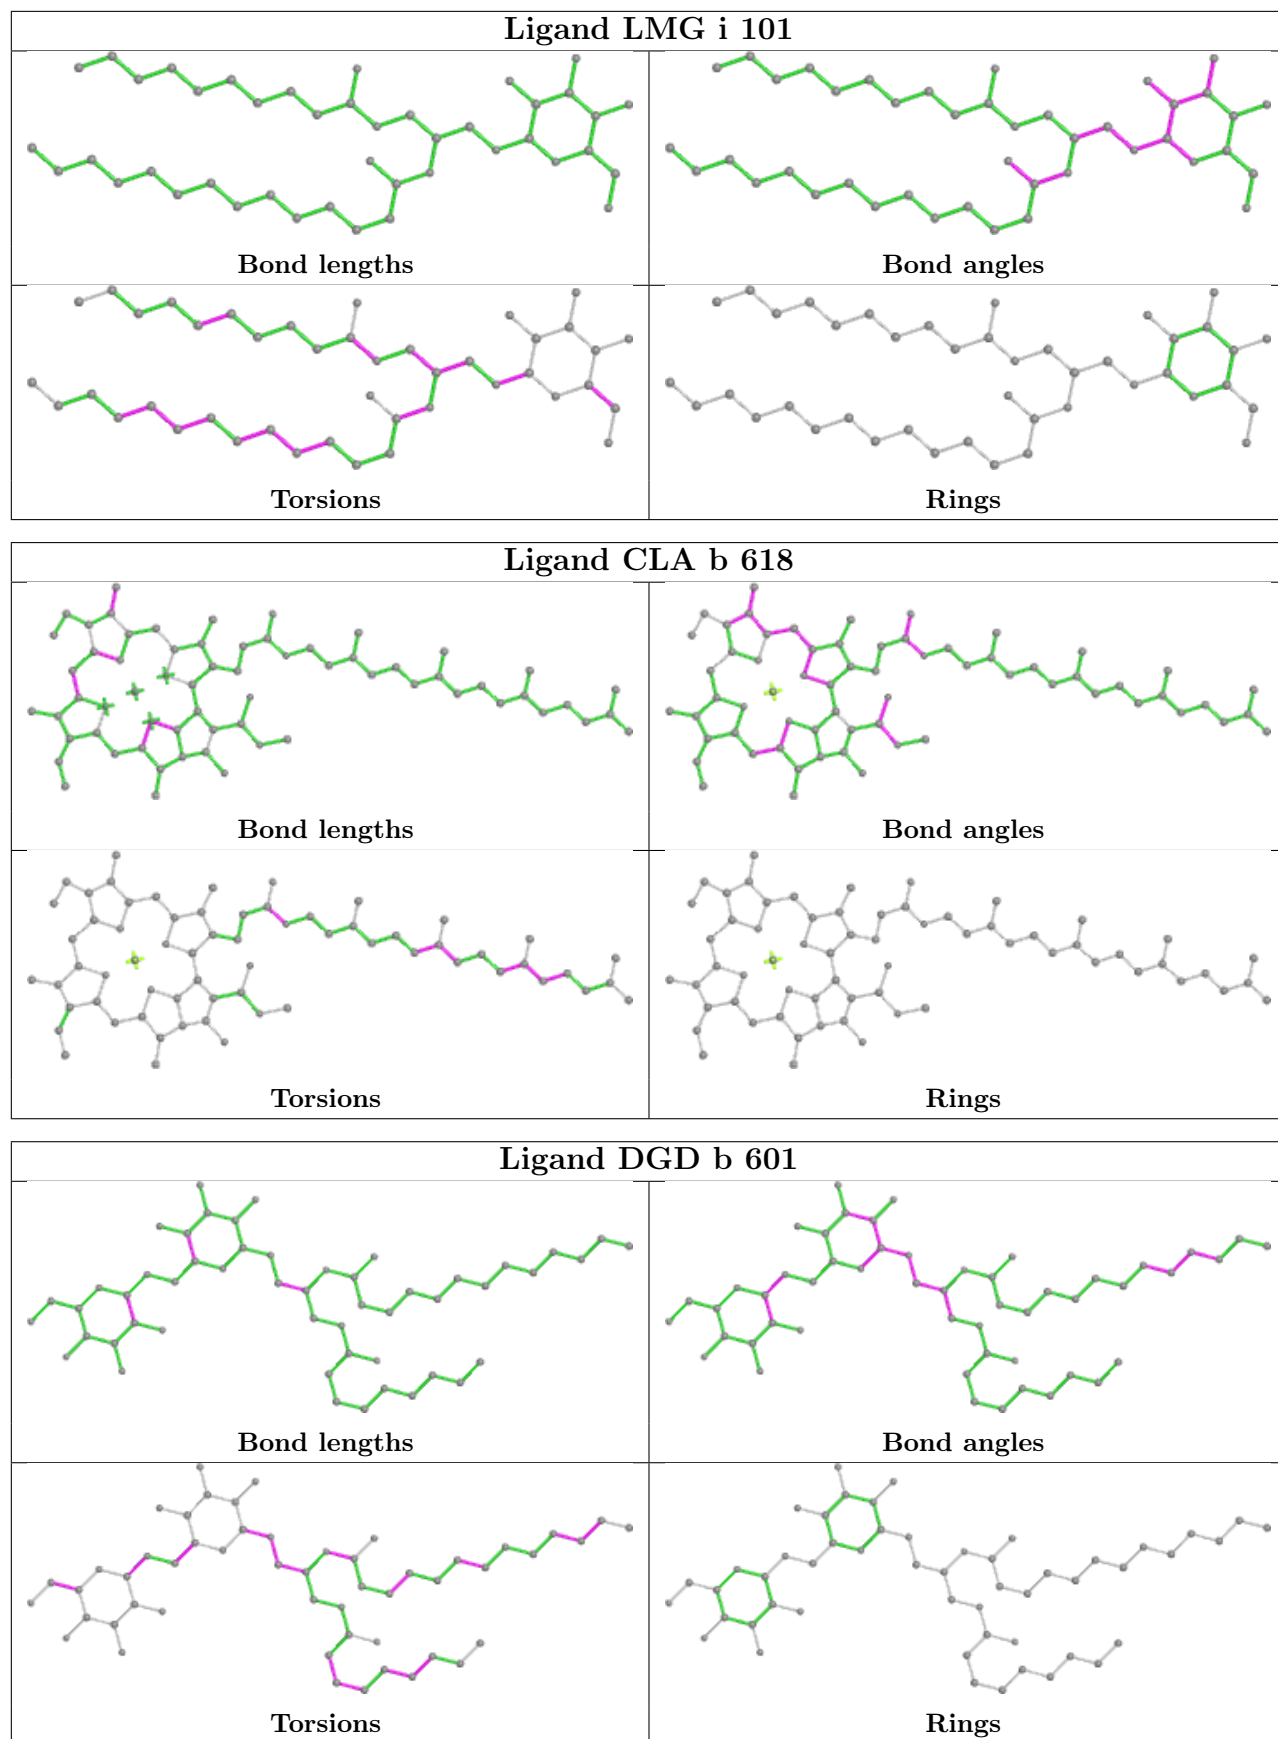 Ligand LMG i 101
Bond lengths
Bond angles
Torsions
Rings
Ligand CLA b 618
Bond lengths
Bond angles
Torsions
Rings
Ligand DGD b 601
Bond lengths
Bond angles
Torsions
Rings